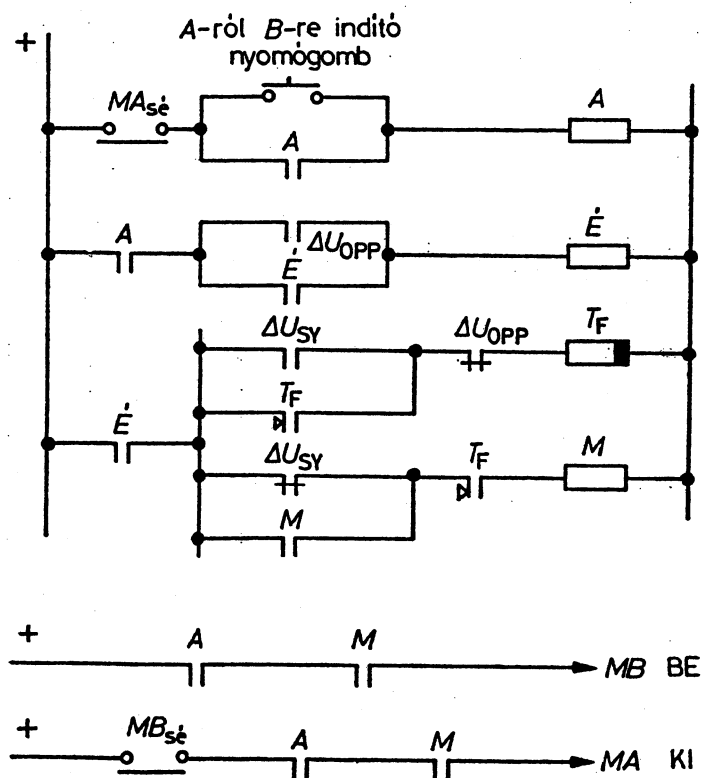 A-ról B-re indító
nyomógomb
+
MAsé
A
A
A
ΔUOPP
É
É
ΔUSY
ΔUOPP
TF
TF
É
ΔUSY
TF
M
M
+
A
M
MB BE
+
MBsé
A
M
MA KI